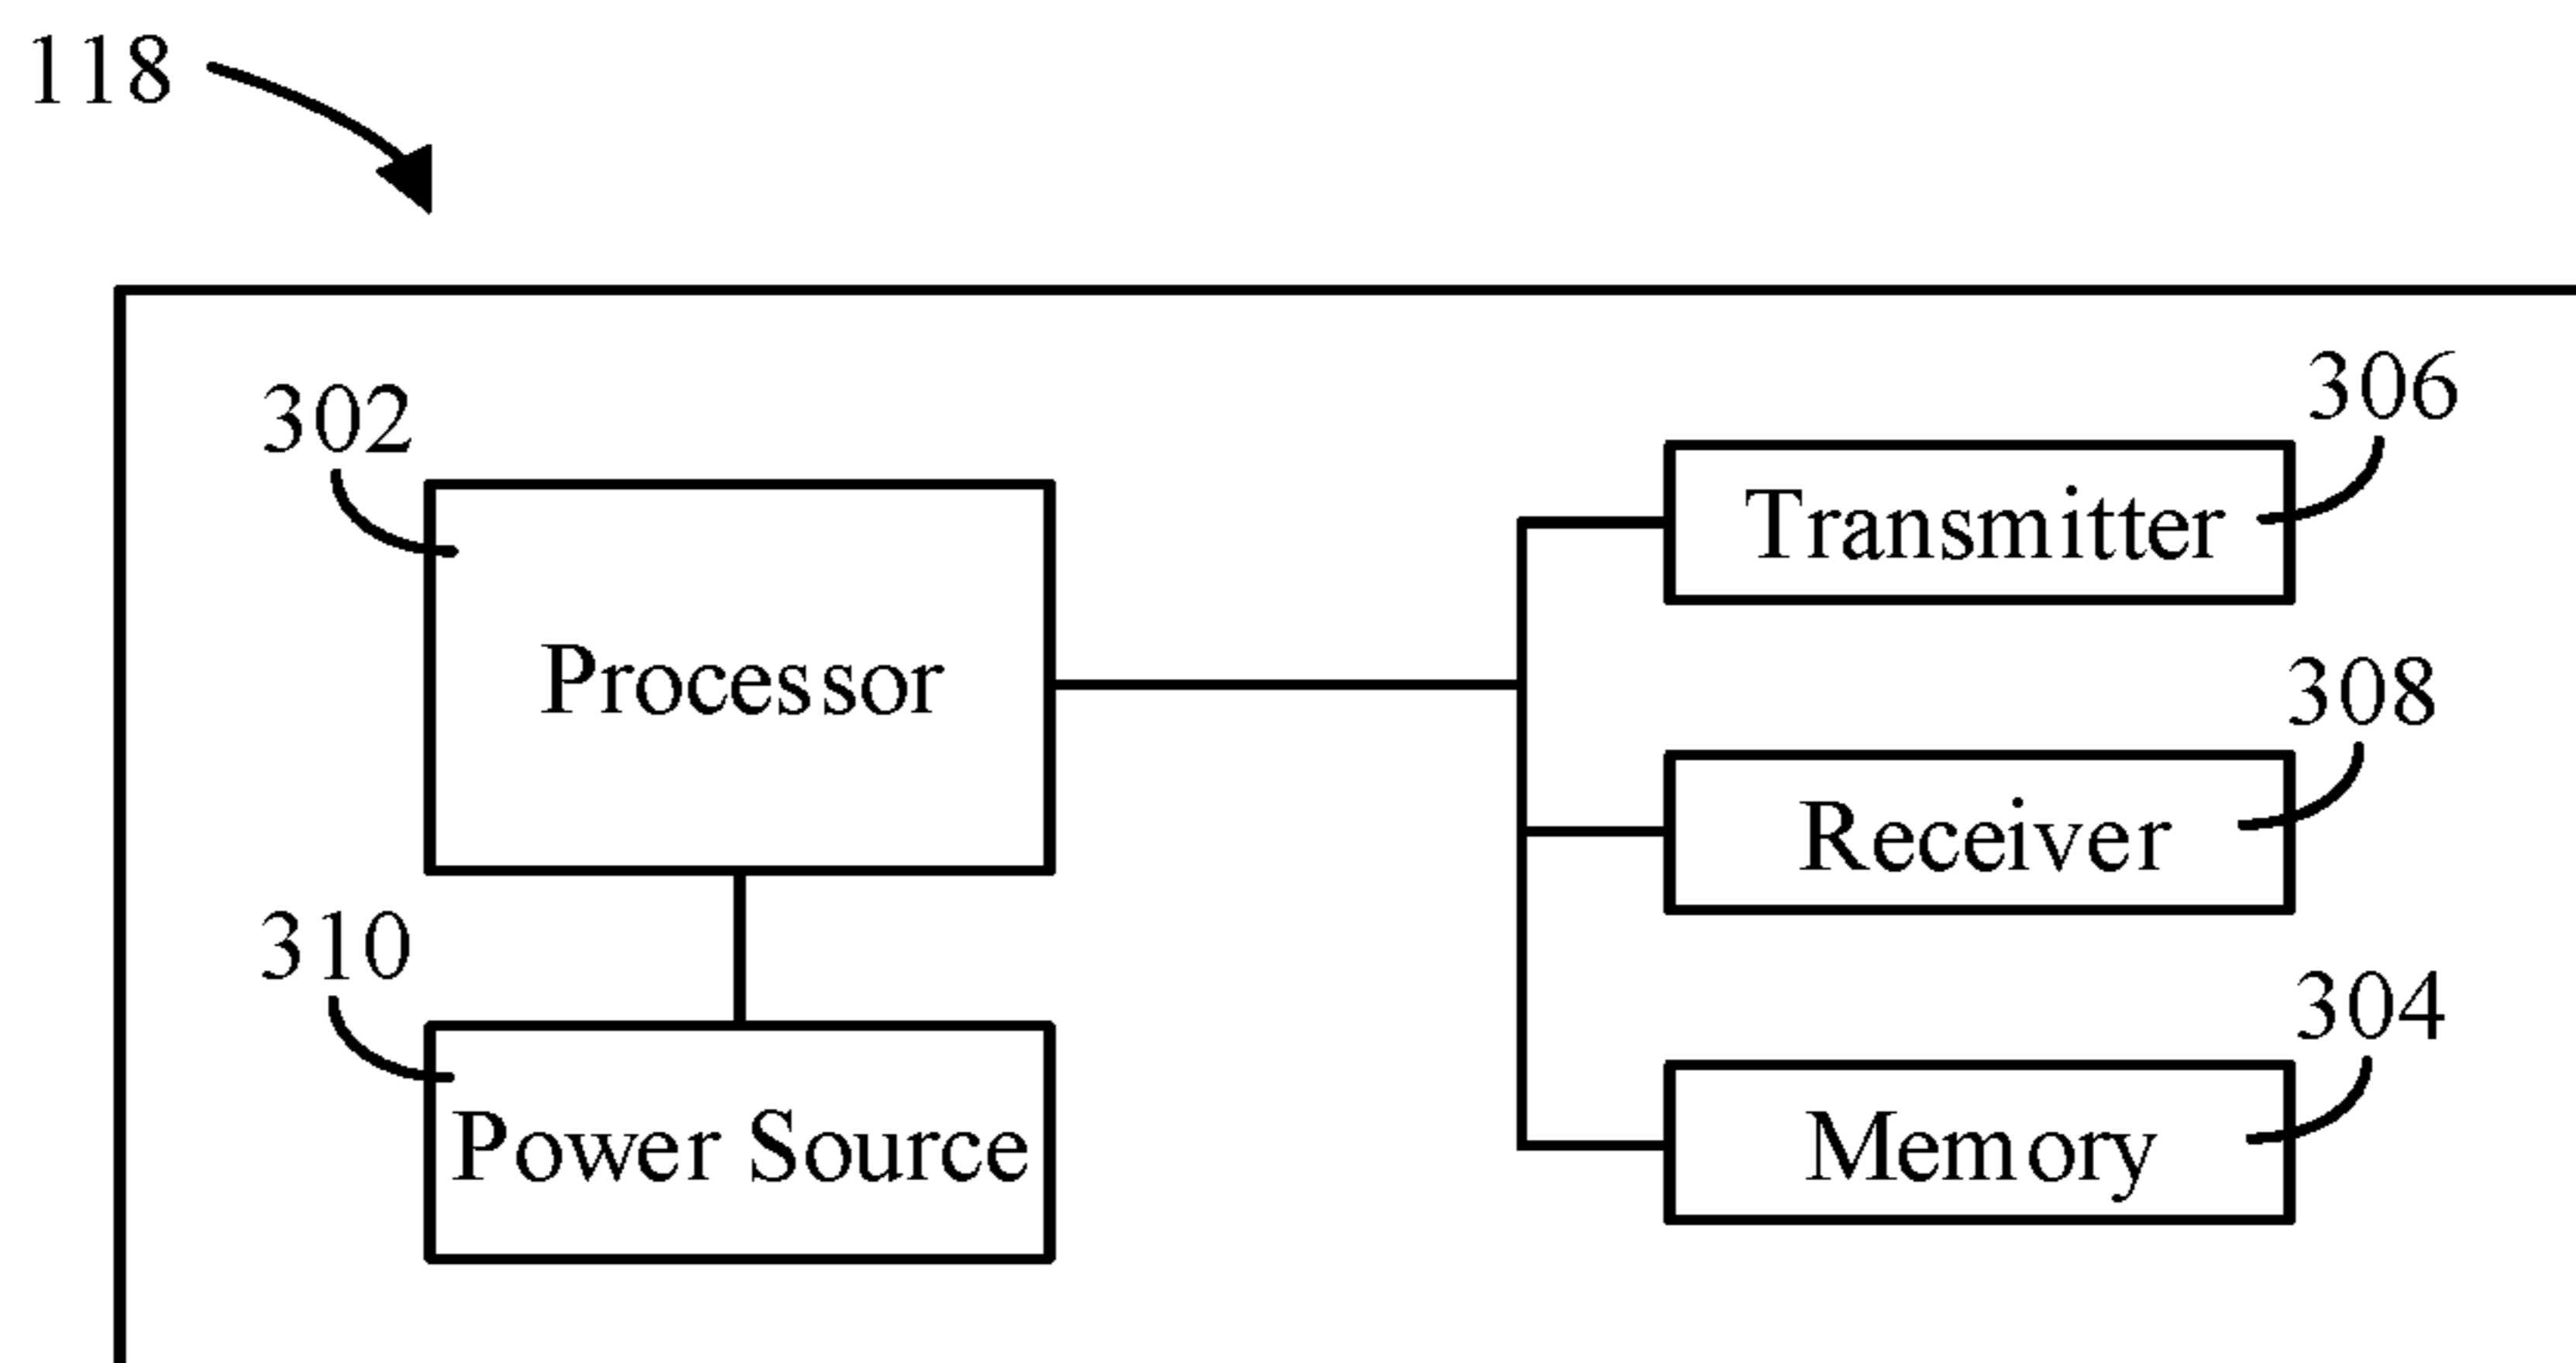 118
302
306
Transmitter
Processor
308
Receiver
310
304
Power Source
Memory